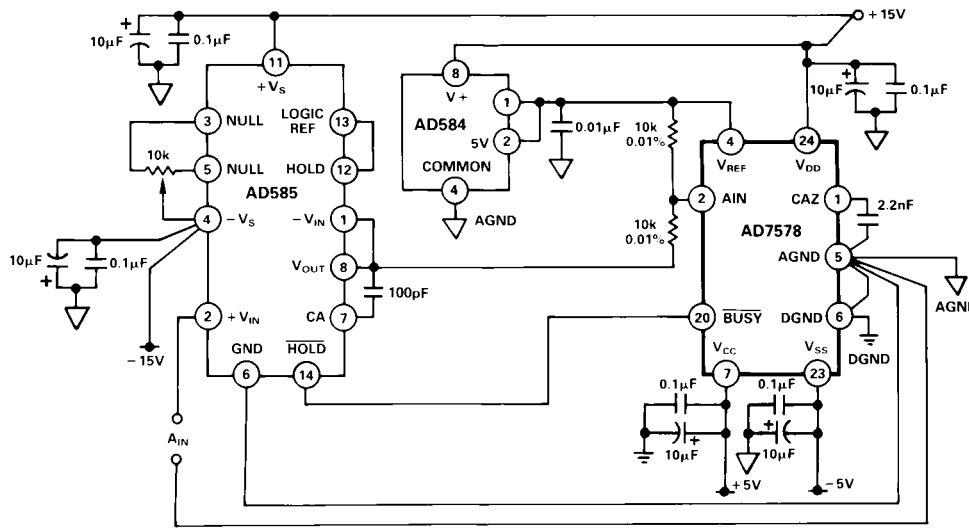 + 10μF
0.1μF
+15V
11
+VS
3
NULL
LOGIC REF
13
10k
5
NULL
HOLD
12
AD585
4
−VS
−VIN
1
VOUT
8
100pF
10μF +
0.1μF
2
+VIN
CA
7
−15V
GND
HOLD
6
14
AIN
8
V+
1
AD584
5V
2
COMMON
4
AGND
0.01μF
10k
0.01%
10k
0.01%
+ 10μF
0.1μF
4
VREF
24
VDD
2
AIN
CAZ
1
2.2nF
AD7578
AGND
5
AGN
20
BUSY
DGND
6
DGND
VCC
VSS
7
23
0.1μF
+
10μF
+5V
0.1μF
+
10μF
−5V